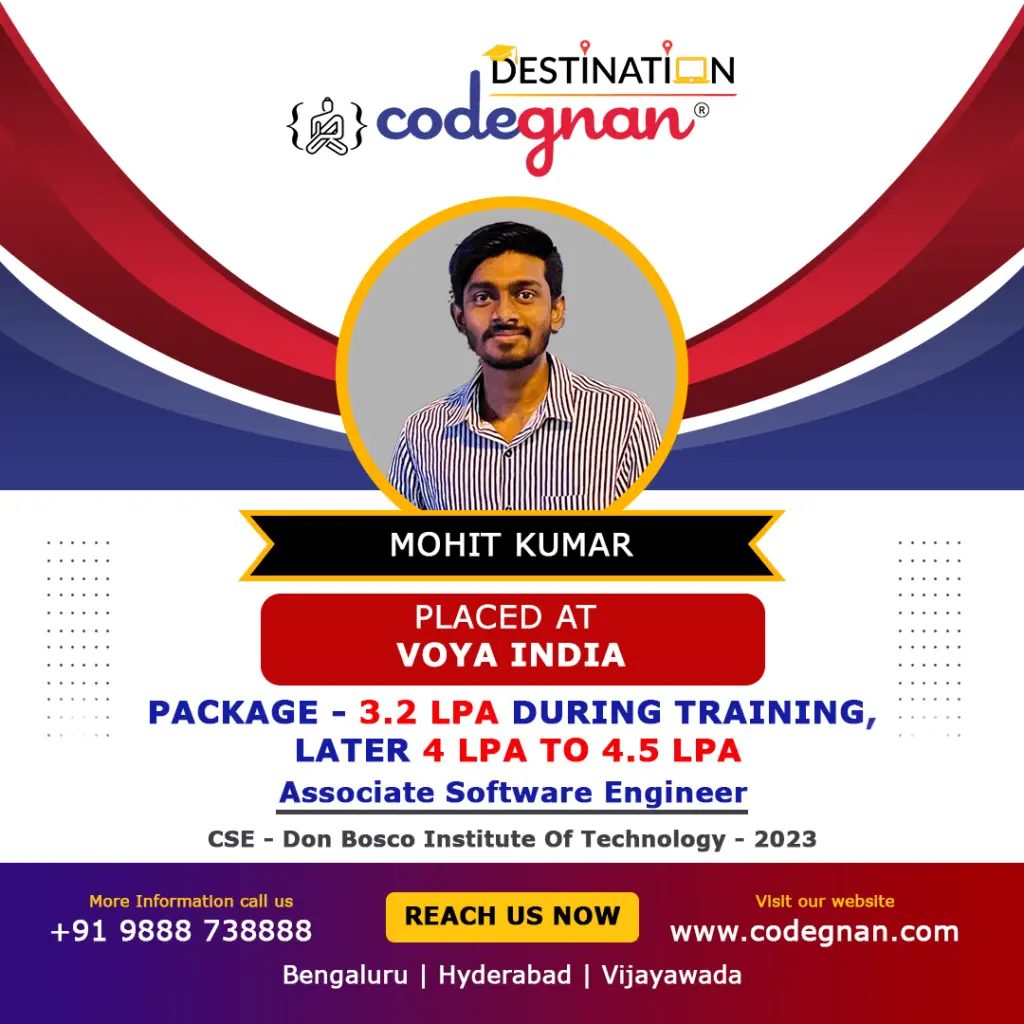 DESTINATION
codegnan®
MOHIT KUMAR
PLACED AT
VOYA INDIA
PACKAGE - 3.2 LPA DURING TRAINING,
LATER 4 LPA TO 4.5 LPA
Associate Software Engineer
CSE - Don Bosco Institute Of Technology - 2023
More Information call us
+91 9888 738888
REACH US NOW
Visit our website
www.codegnan.com
Bengaluru | Hyderabad | Vijayawada